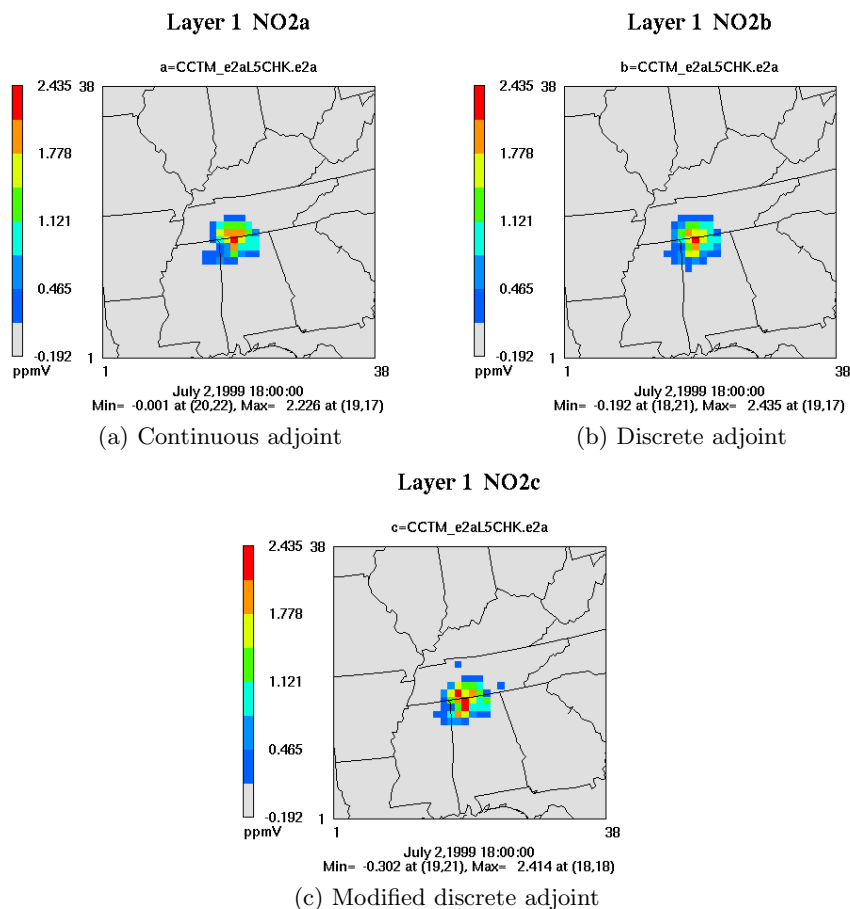 Layer 1 NO2a
a=CCTM_e2aL5CHK.e2a
2.435
1.778
1.121
0.465
-0.192
ppmV
38
1
1
38
July 2,1999 18:00:00
Min= -0.001 at (20,22), Max= 2.226 at (19,17)
(a) Continuous adjoint
Layer 1 NO2b
b=CCTM_e2aL5CHK.e2a
2.435
1.778
1.121
0.465
-0.192
ppmV
38
1
1
38
July 2,1999 18:00:00
Min= -0.192 at (18,21), Max= 2.435 at (19,17)
(b) Discrete adjoint
Layer 1 NO2c
c=CCTM_e2aL5CHK.e2a
2.435
1.778
1.121
0.465
-0.192
ppmV
38
1
1
38
July 2,1999 18:00:00
Min= -0.302 at (19,21), Max= 2.414 at (18,18)
(c) Modified discrete adjoint